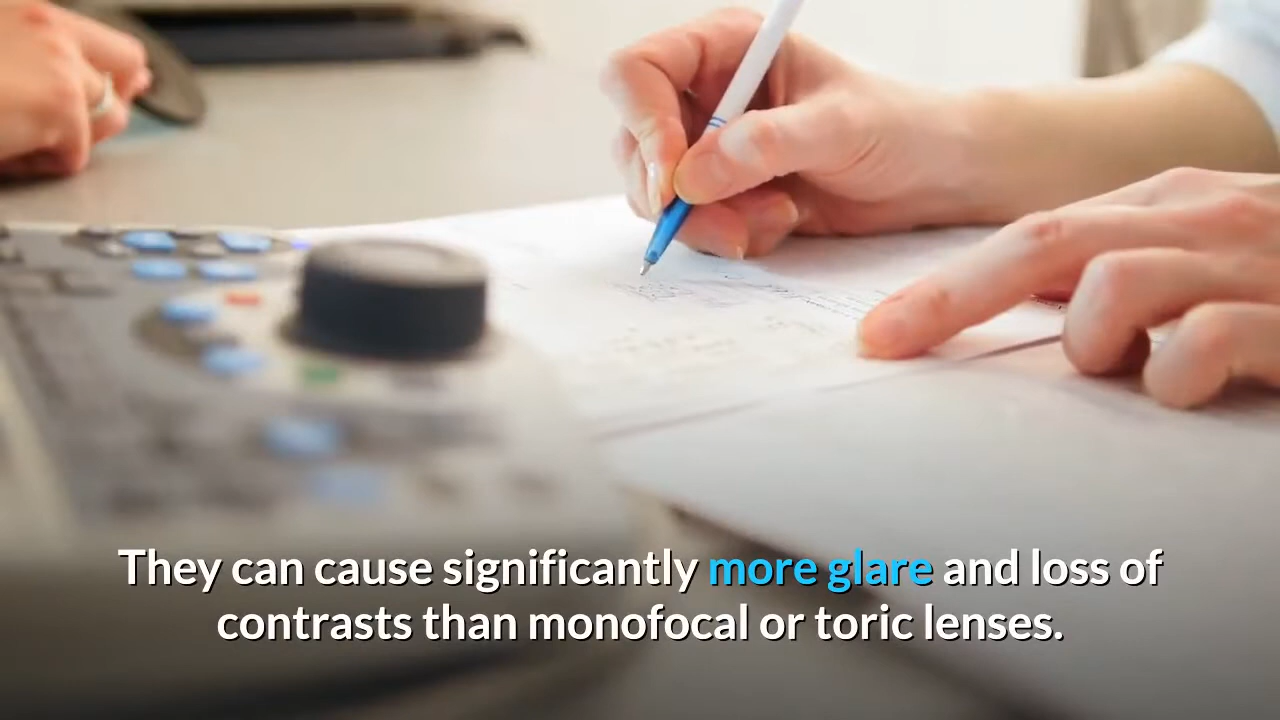 They can cause significantly more glare and loss of
contrasts than monofocal or toric lenses.